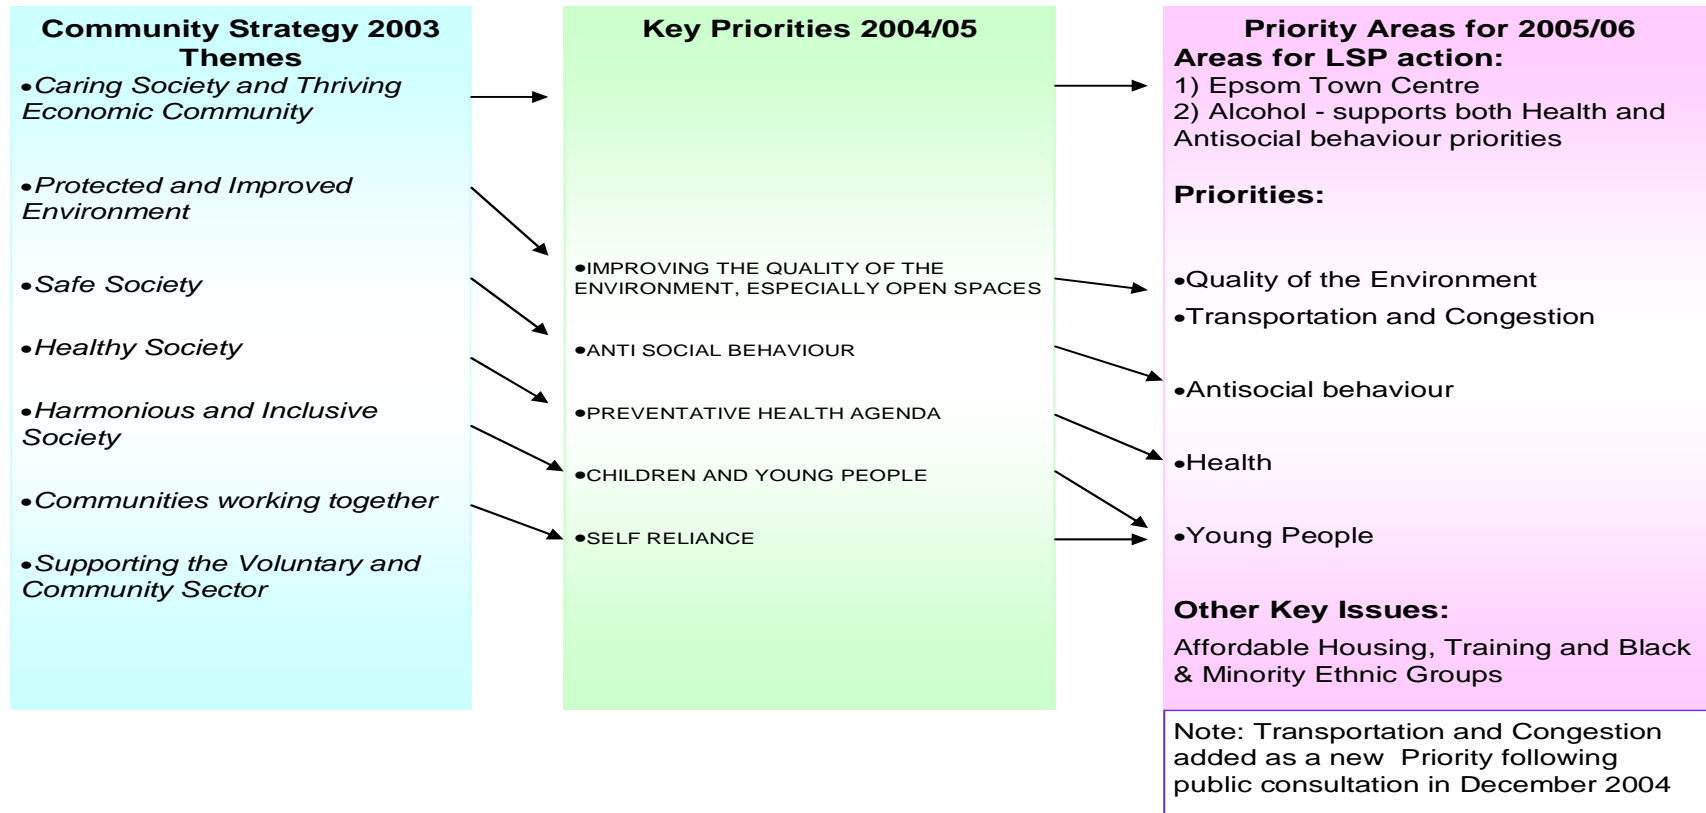 Community Strategy 2003
Themes
•Caring Society and Thriving
Economic Community
•Protected and Improved
Environment
•Safe Society
•Healthy Society
•Harmonious and Inclusive
Society
•Communities working together
•Supporting the Voluntary and
Community Sector
Key Priorities 2004/05
•IMPROVING THE QUALITY OF THE
ENVIRONMENT, ESPECIALLY OPEN SPACES
•ANTI SOCIAL BEHAVIOUR
•PREVENTATIVE HEALTH AGENDA
•CHILDREN AND YOUNG PEOPLE
•SELF RELIANCE
Priority Areas for 2005/06
Areas for LSP action:
1) Epsom Town Centre
2) Alcohol - supports both Health and
Antisocial behaviour priorities
Priorities:
•Quality of the Environment
•Transportation and Congestion
•Antisocial behaviour
•Health
•Young People
Other Key Issues:
Affordable Housing, Training and Black
& Minority Ethnic Groups
Note: Transportation and Congestion
added as a new  Priority following
public consultation in December 2004